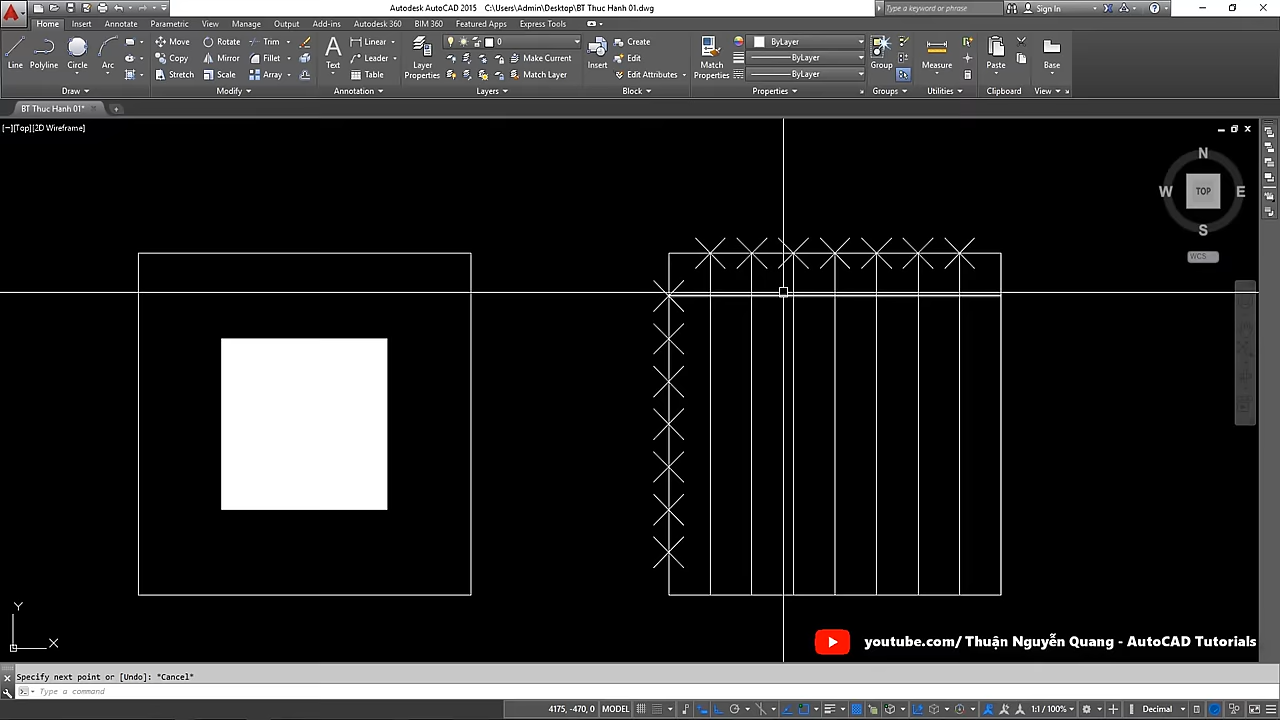 Autodesk AutoCAD 2015 C:\Users\Admin\Desktop\BT Thuc Hanh 01.dwg
Type a keyword or phrase
Sign In
Home Insert Annotate Parametric View Manage Output Add-ins Autodesk 360 BIM 360 Featured Apps Express Tools
Line Polyline Circle Arc
Move Rotate Trim
Copy Mirror Fillet
Stretch Scale Array
Text
Linear
Leader
Table
Layer Properties
0
Make Current
Match Layer
Insert
Create
Edit
Edit Attributes
Match Properties
ByLayer
ByLayer
ByLayer
Group
Measure
Paste
Base
Draw Modify Annotation Layers Block Properties Groups Utilities Clipboard View
BT Thuc Hanh 01*
[−][Top][2D Wireframe]
N
W TOP E
S
WCS
Y
X
youtube.com/ Thuận Nguyễn Quang - AutoCAD Tutorials
Specify next point or [Undo]: *Cancel*
Type a command
4175, -470, 0 MODEL 1:1 / 100% Decimal